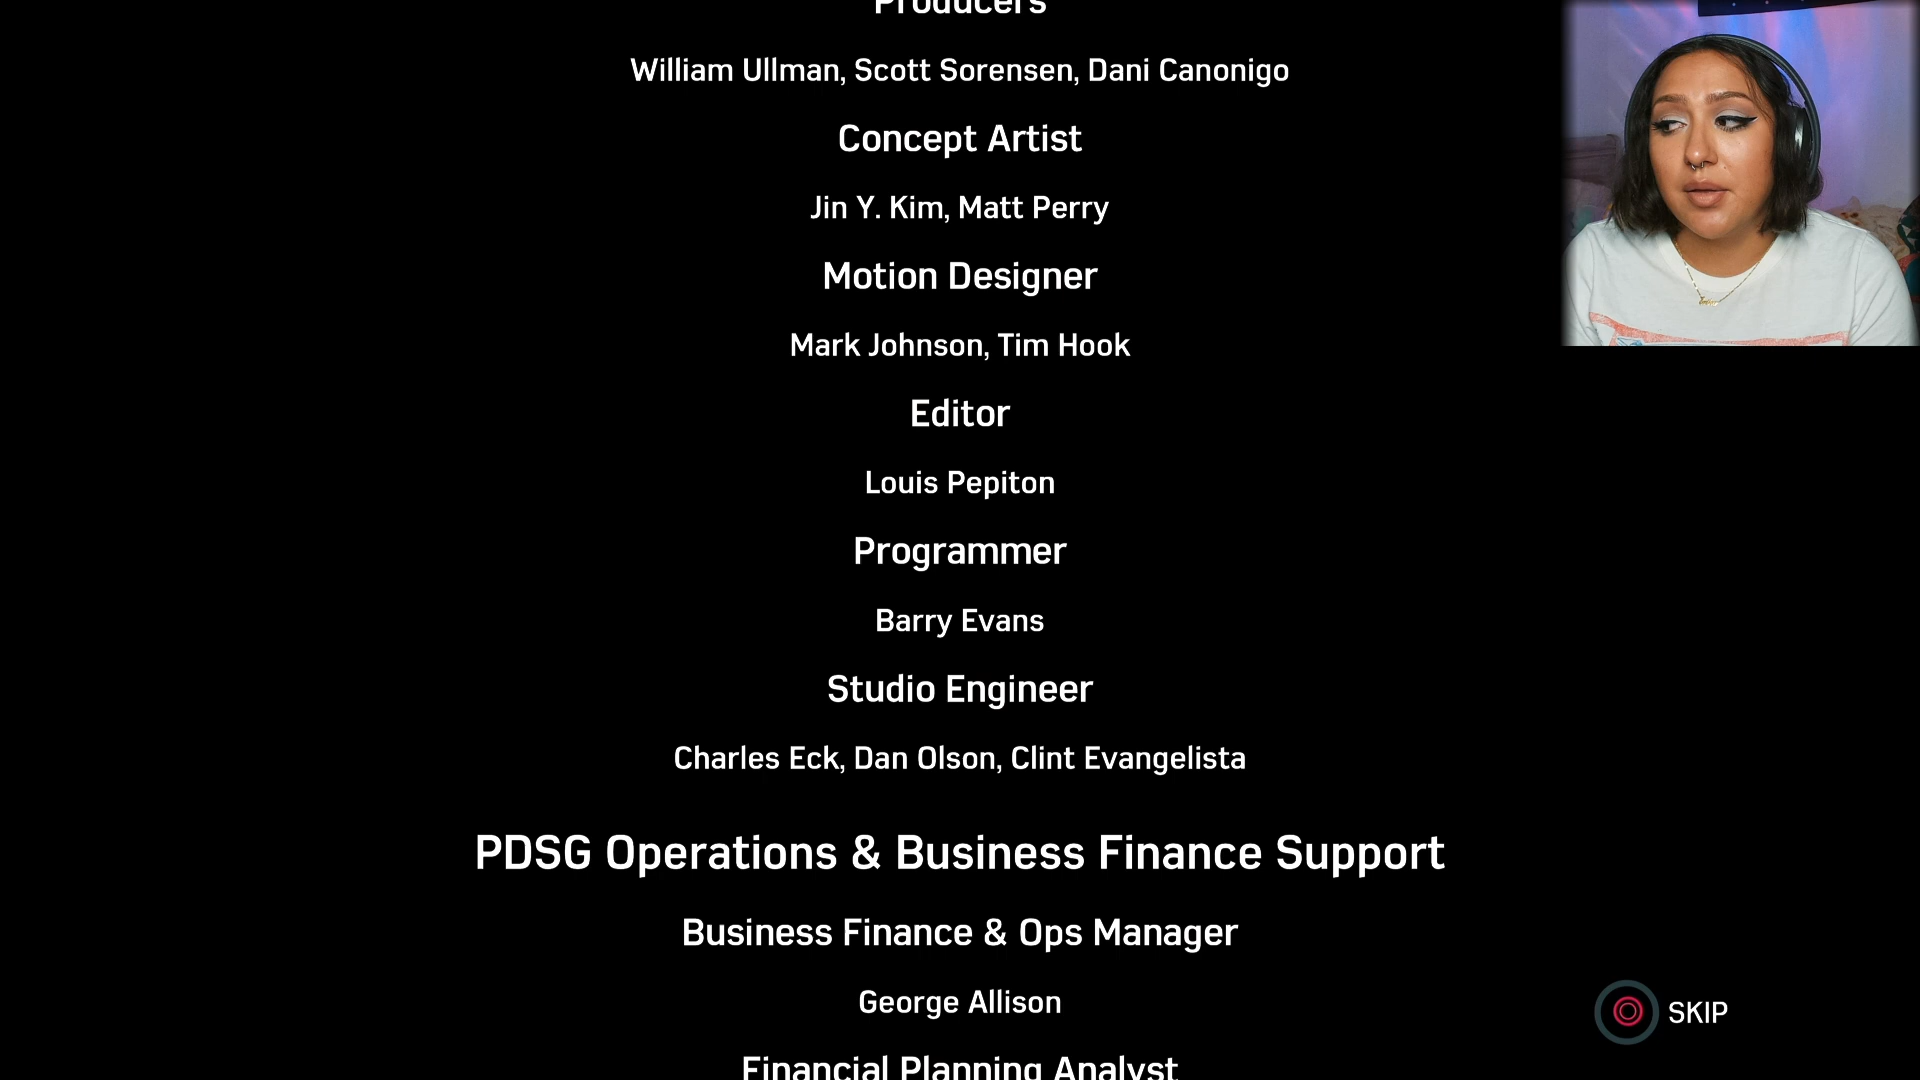 Producers
William Ullman, Scott Sorensen, Dani Canonigo
Concept Artist
Jin Y. Kim, Matt Perry
Motion Designer
Mark Johnson, Tim Hook
Editor
Louis Pepiton
Programmer
Barry Evans
Studio Engineer
Charles Eck, Dan Olson, Clint Evangelista
PDSG Operations & Business Finance Support
Business Finance & Ops Manager
George Allison
SKIP
Financial Planning Analyst